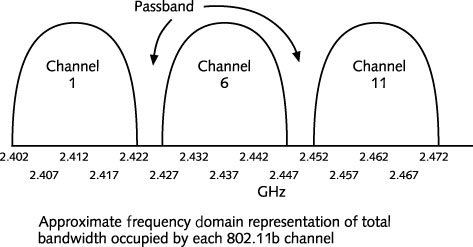 Passband
Channel
1
Channel
6
Channel
11
2.402 2.412 2.422 2.432 2.442 2.452 2.462 2.472
2.407 2.417 2.427 2.437 2.447 2.457 2.467
GHz
Approximate frequency domain representation of total
bandwidth occupied by each 802.11b channel